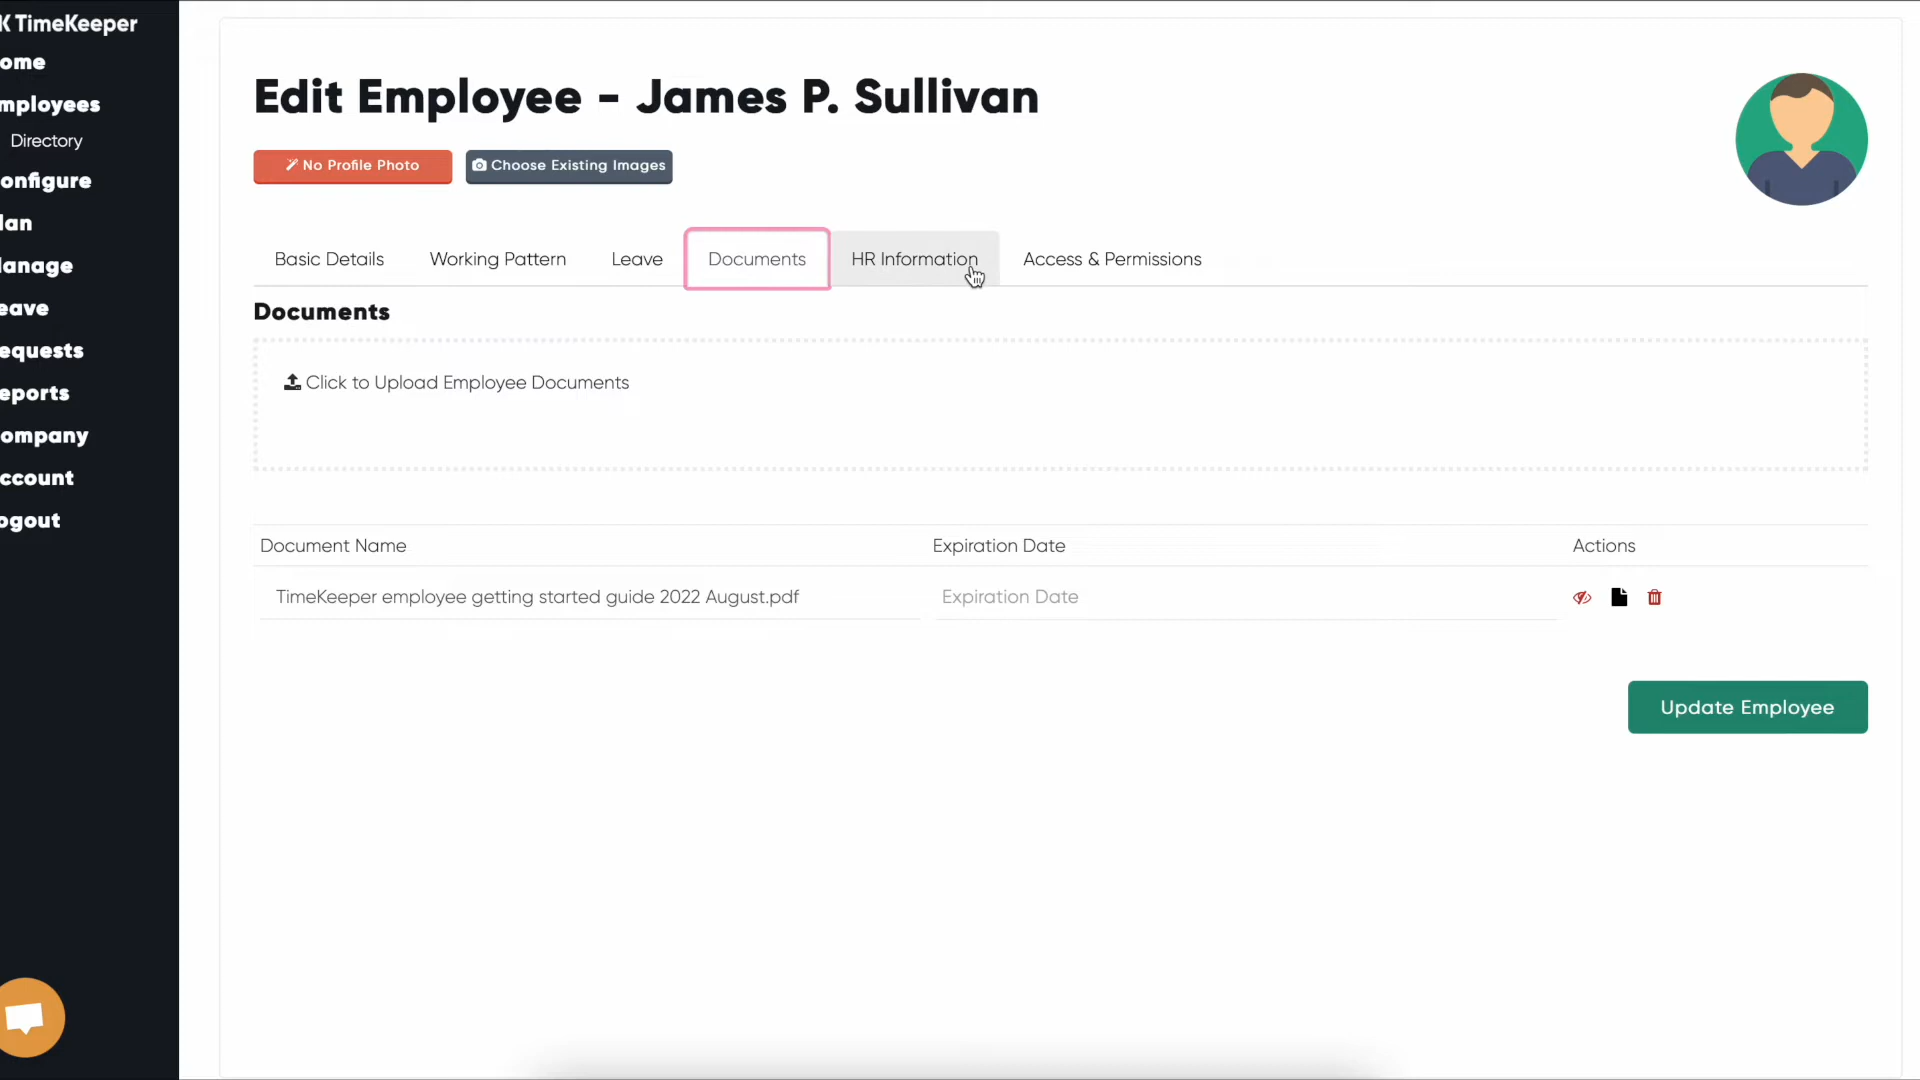 K TimeKeeper
ome
mployees
Directory
onfigure
lan
anage
eave
equests
eports
ompany
ccount
ogout
Edit Employee - James P. Sullivan
No Profile Photo
Choose Existing Images
Basic Details
Working Pattern
Leave
Documents
HR Information
Access & Permissions
Documents
Click to Upload Employee Documents
Document Name
Expiration Date
Actions
TimeKeeper employee getting started guide 2022 August.pdf
Expiration Date
Update Employee